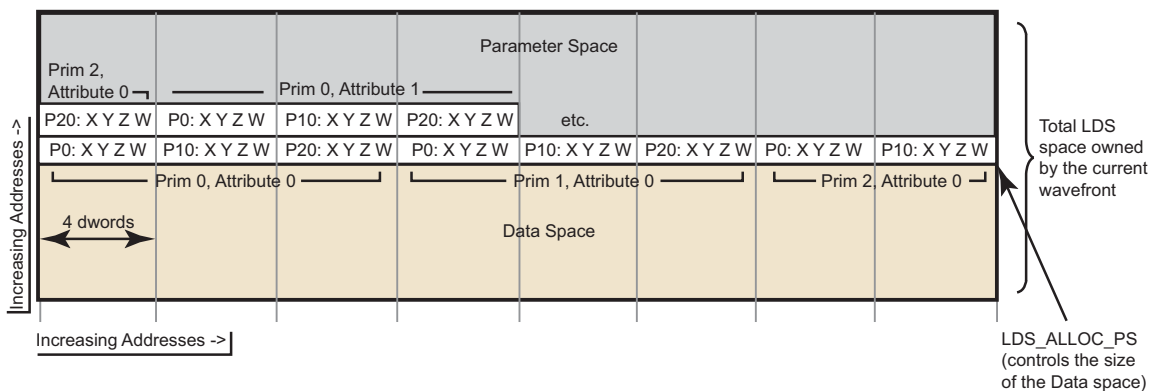 Parameter Space
Prim 2,
Attribute 0
Prim 0, Attribute 1
P20: X Y Z W P0: X Y Z W P10: X Y Z W P20: X Y Z W etc.
P0: X Y Z W P10: X Y Z W P20: X Y Z W P0: X Y Z W P10: X Y Z W P20: X Y Z W P0: X Y Z W P10: X Y Z W
Prim 0, Attribute 0 Prim 1, Attribute 0 Prim 2, Attribute 0
4 dwords
Data Space
Increasing Addresses ->
Increasing Addresses ->
Total LDS
space owned
by the current
wavefront
LDS_ALLOC_PS
(controls the size
of the Data space)